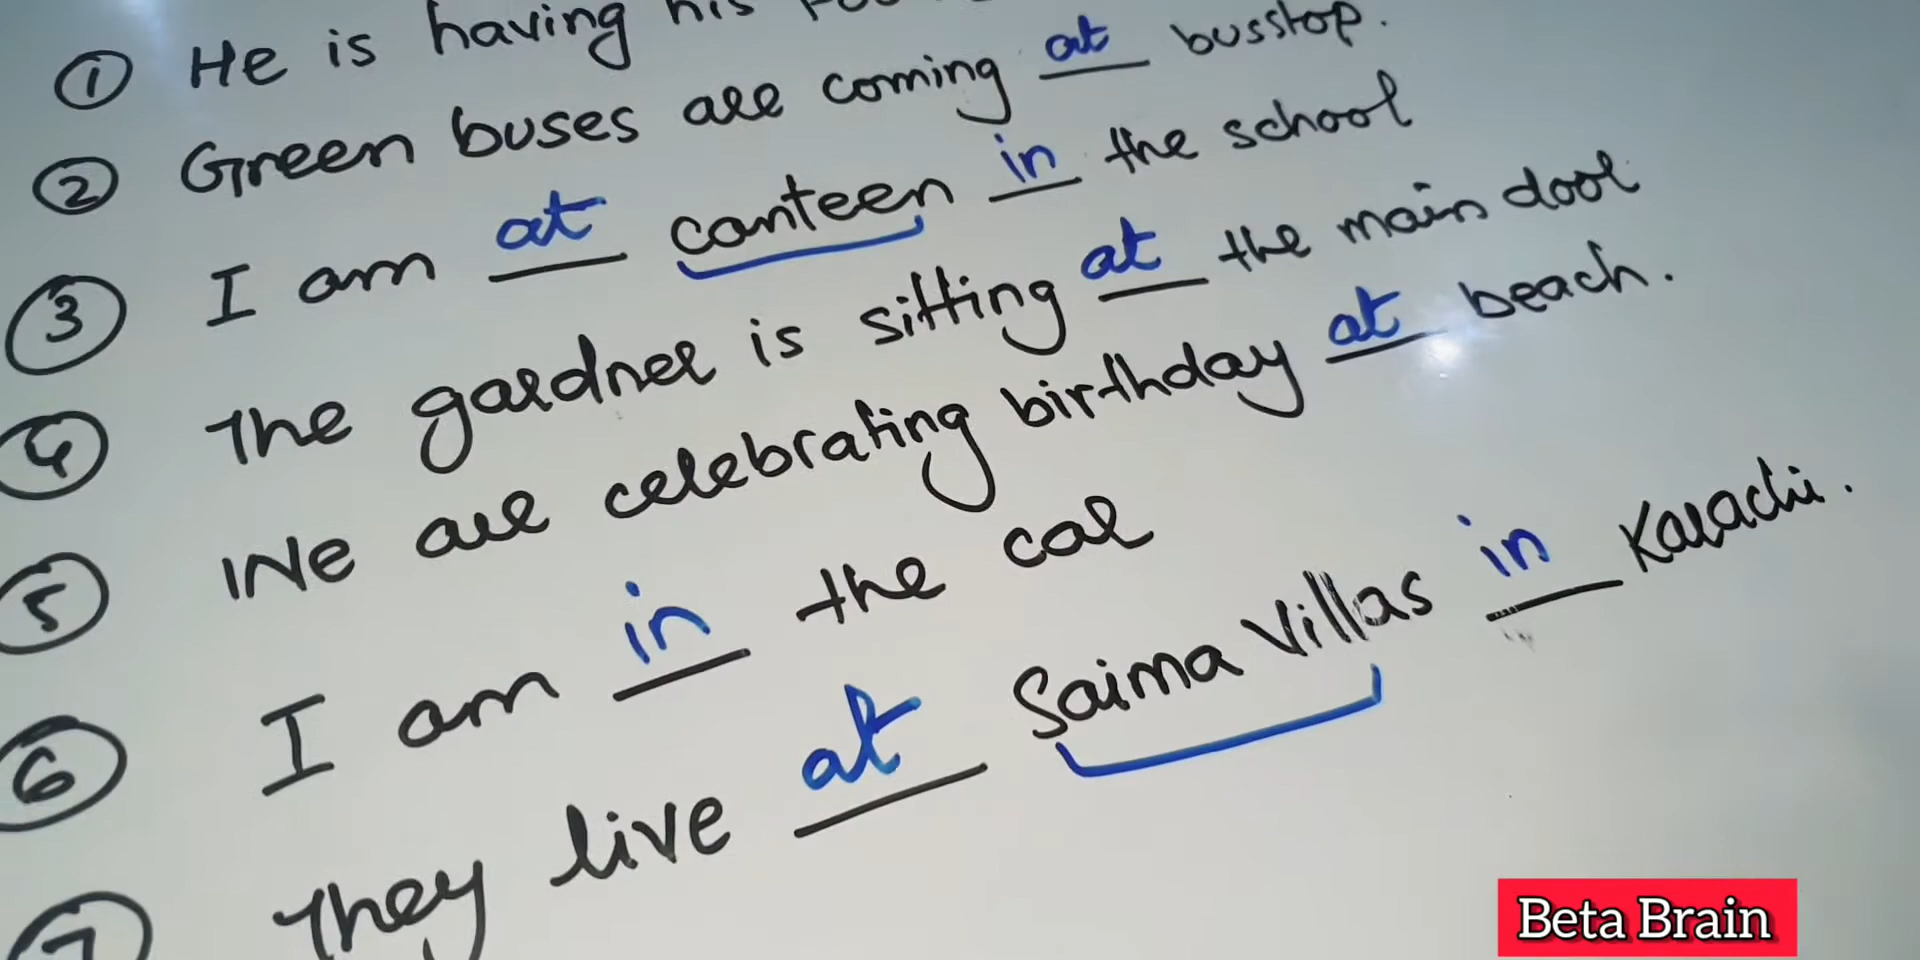 ① He is having his
② Green buses are coming at busstop.
③ I am at canteen in the school
④ The gardner is sitting at the main door
⑤ We are celebrating birthday at beach.
⑥ I am in the car
⑦ They live at Saima Villas in Karachi.
Beta Brain